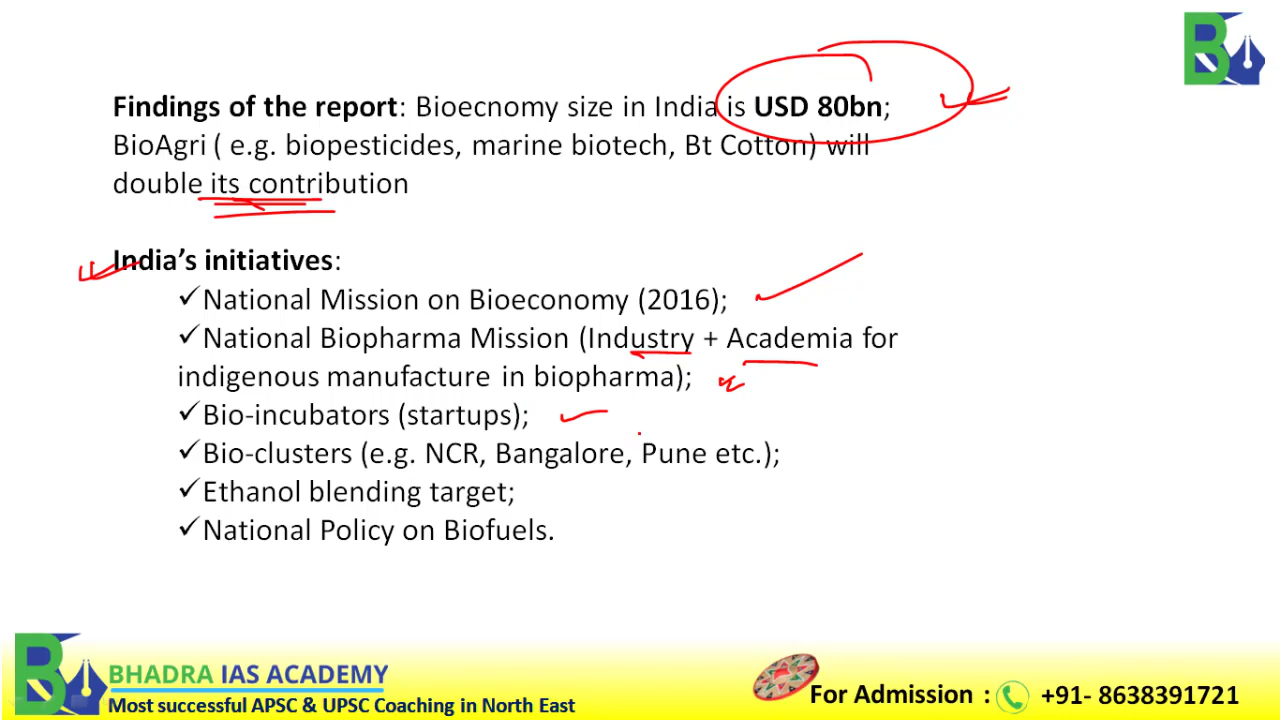 Findings of the report: Bioecnomy size in India is USD 80bn;
BioAgri ( e.g. biopesticides, marine biotech, Bt Cotton) will
double its contribution
India’s initiatives:
✓National Mission on Bioeconomy (2016);
✓National Biopharma Mission (Industry + Academia for
indigenous manufacture in biopharma);
✓Bio-incubators (startups);
✓Bio-clusters (e.g. NCR, Bangalore, Pune etc.);
✓Ethanol blending target;
✓National Policy on Biofuels.
BHADRA IAS ACADEMY
Most successful APSC & UPSC Coaching in North East
For Admission : +91- 8638391721